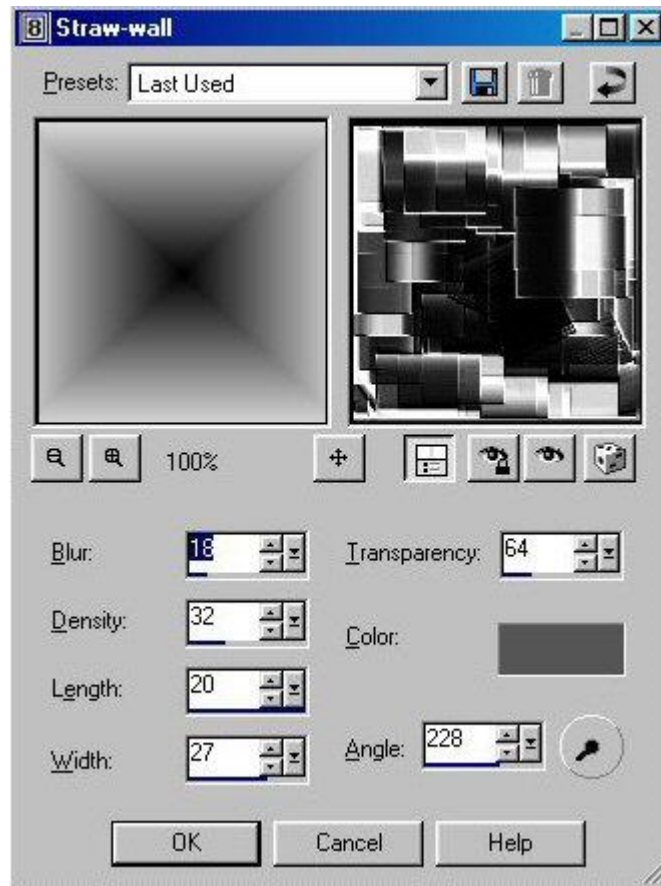 8 Straw-wall
Presets: Last Used
100%
Blur: 18 Transparency: 64
Density: 32 Color:
Length: 20
Width: 27 Angle: 228
OK Cancel Help